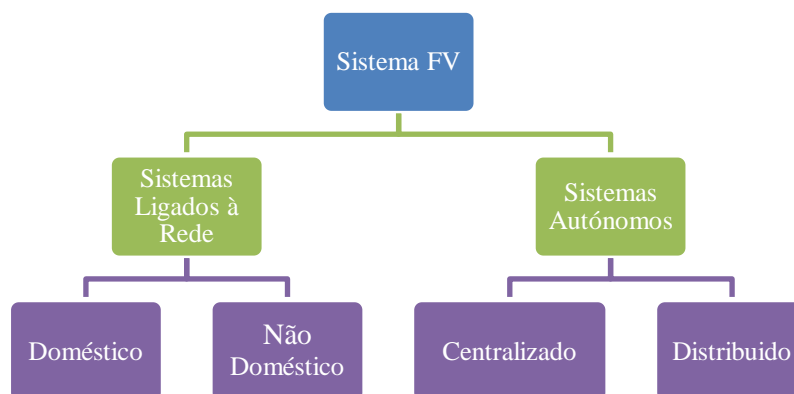 Sistema FV
Sistemas
Ligados à
Rede
Sistemas
Autónomos
Doméstico
Não
Doméstico
Centralizado
Distribuido